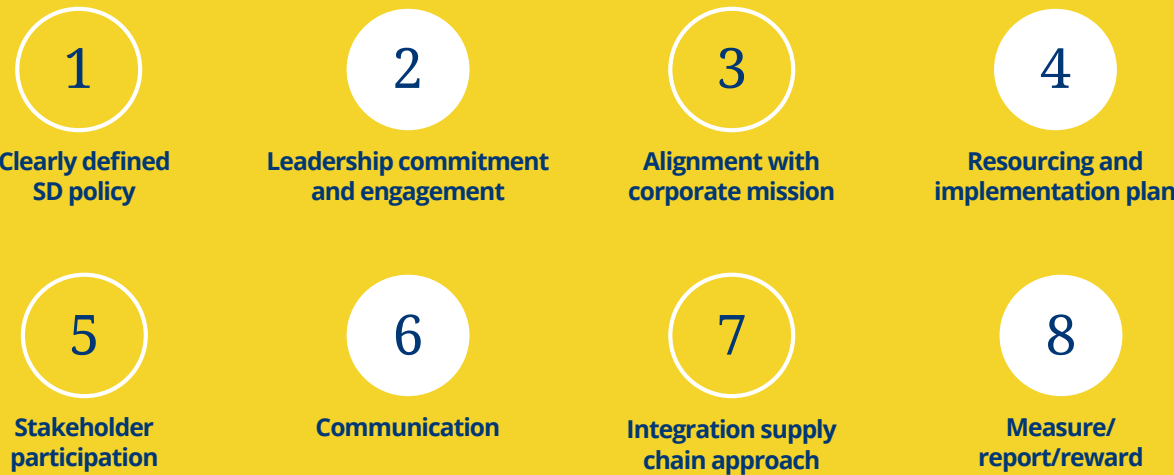 1
2
3
4
Clearly defined
SD policy
Leadership commitment
and engagement
Alignment with
corporate mission
Resourcing and
implementation plan
5
6
7
8
Stakeholder
participation
Communication
Integration supply
chain approach
Measure/
report/reward